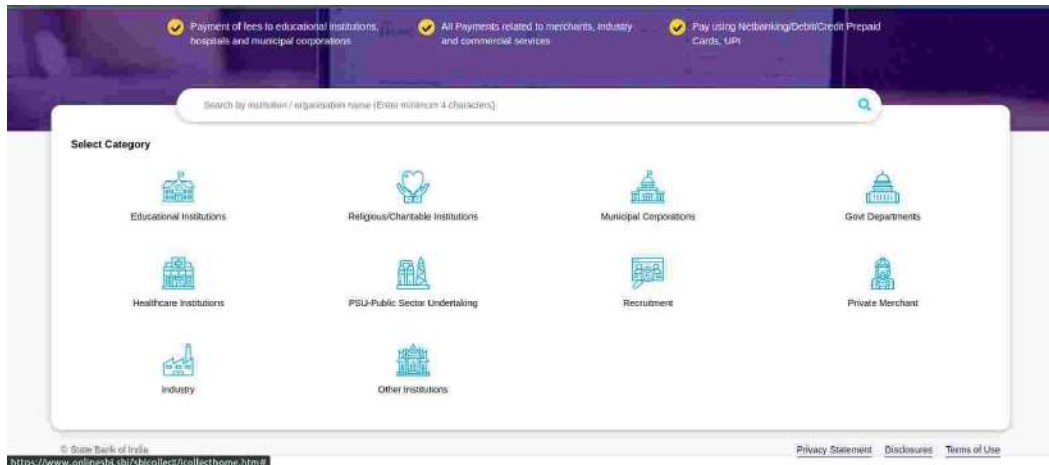 Payment of fees to educational institutions,
hospitals and municipal corporations
All Payments related to merchants, industry
and commercial services
Pay using Netbanking/Debit/Credit Prepaid
Cards, UPI
Search by institution / organisation name (Enter minimum 4 characters)
Select Category
Educational Institutions
Religious/Charitable Institutions
Municipal Corporations
Govt Departments
Healthcare Institutions
PSU-Public Sector Undertaking
Recruitment
Private Merchant
Industry
Other Institutions
© State Bank of India
Privacy Statement Disclosures Terms of Use
https://www.onlinesbi.sbi/sbicollect/icollecthome.htm#